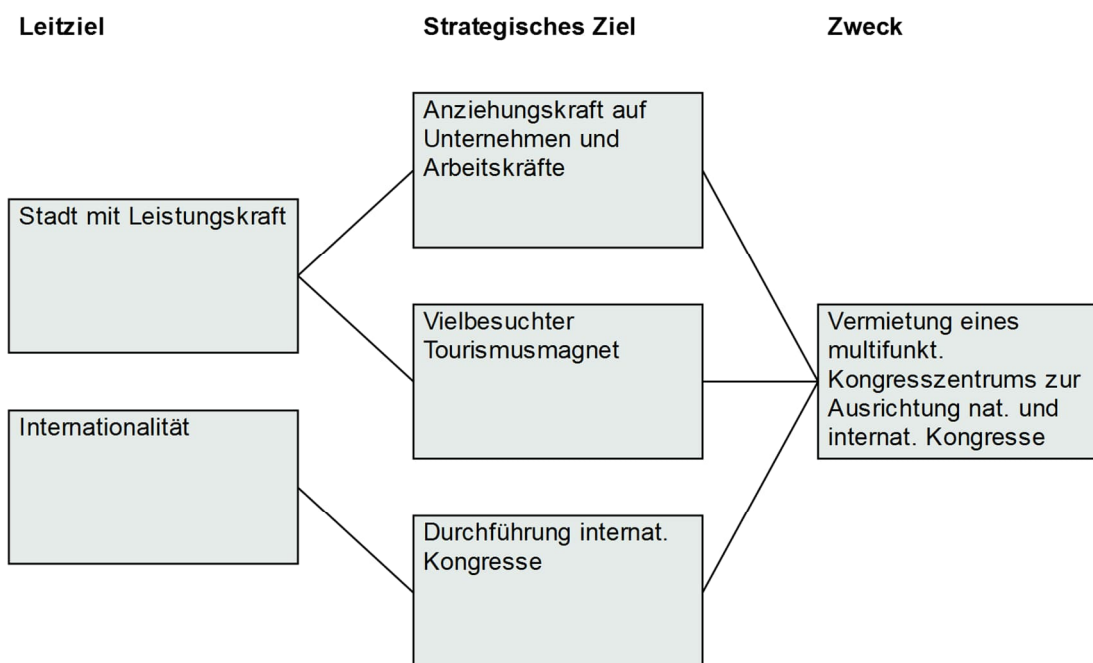 Leitziel
Strategisches Ziel
Zweck
Anziehungskraft auf
Unternehmen und
Arbeitskräfte
Stadt mit Leistungskraft
Vielbesuchter
Tourismusmagnet
Vermietung eines
multifunkt.
Kongresszentrums zur
Ausrichtung nat. und
internat. Kongresse
Internationalität
Durchführung internat.
Kongresse